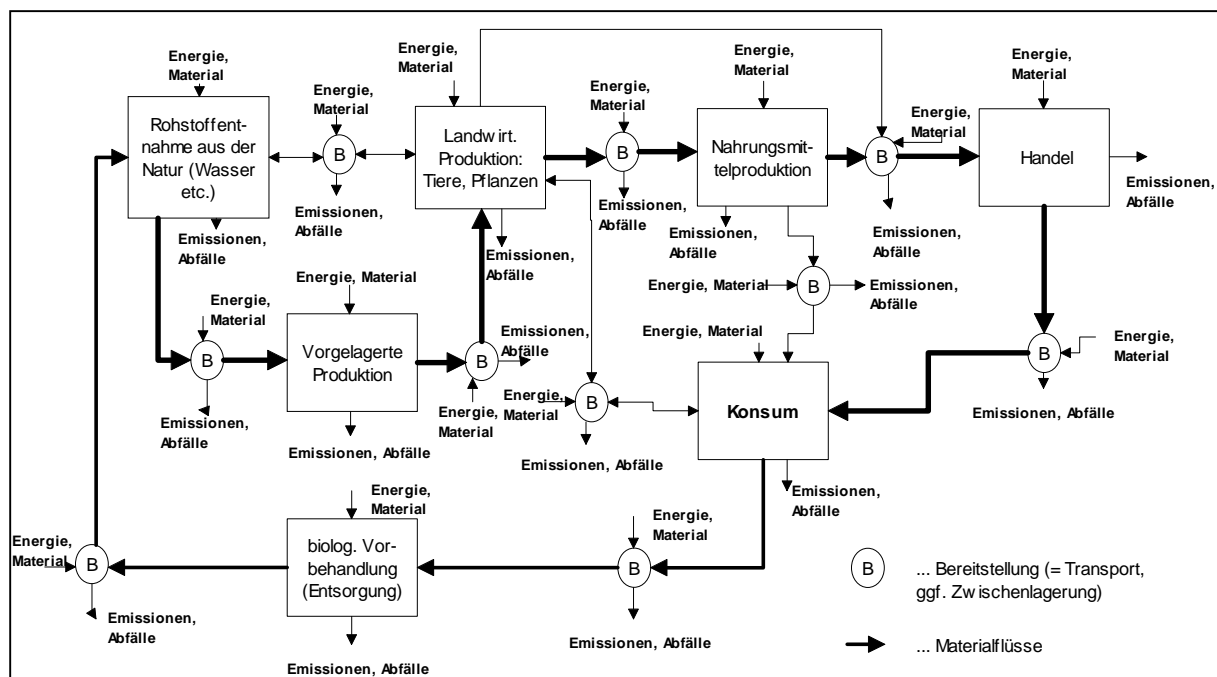 Energie,
Material
Rohstoffent-
nahme aus der
Natur (Wasser
etc.)
Emissionen,
Abfälle
Energie,
Material
B
Emissionen,
Abfälle
Energie,
Material
Landwirt.
Produktion:
Tiere, Pflanzen
Emissionen,
Abfälle
Energie,
Material
B
Emissionen,
Abfälle
Energie,
Material
Nahrungsmit
telproduktion
Emissionen,
Abfälle
Energie,
Material
B
Emissionen,
Abfälle
Energie,
Material
Handel
Emissionen,
Abfälle
Energie,
Material
B
Emissionen,
Abfälle
Energie, Material
Vorgelagerte
Produktion
Emissionen, Abfälle
Emissionen,
Abfälle
B
Energie,
Material
Energie,
Material
B
Emissionen, Abfälle
Energie, Material
B
Emissionen,
Abfälle
Energie, Material
Konsum
Emissionen,
Abfälle
Energie,
Material
B
Emissionen, Abfälle
Energie,
Material
B
Emissionen,
Abfälle
Energie,
Material
biolog. Vor-
behandlung
(Entsorgung)
Emissionen, Abfälle
Energie,
Material
B
Emissionen, Abfälle
B
... Bereitstellung (= Transport,
ggf. Zwischenlagerung)
... Materialflüsse